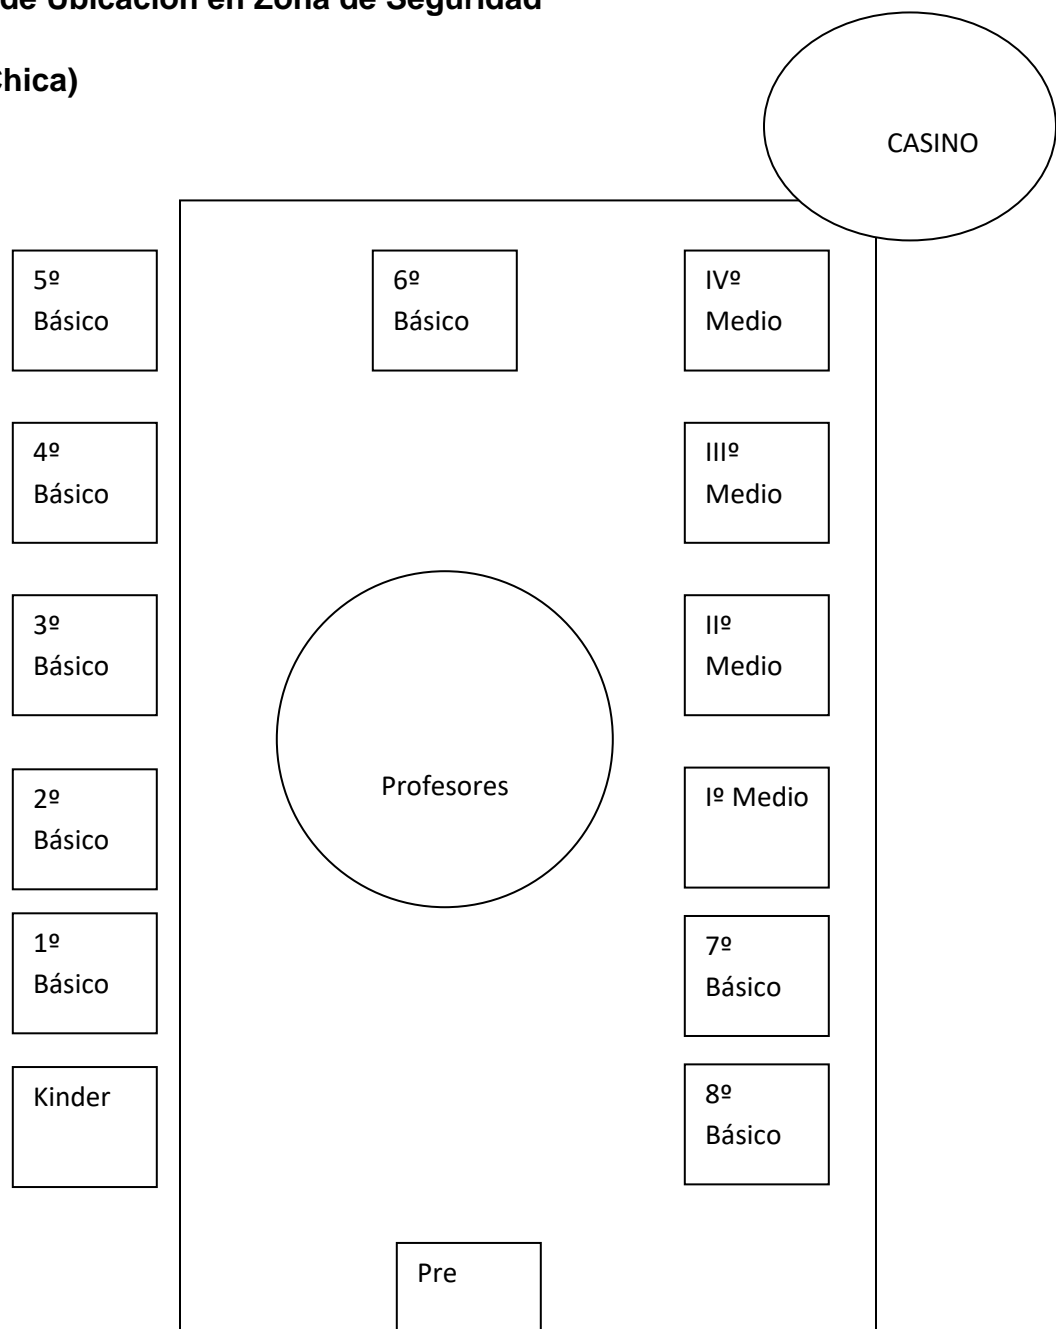 de Ubicación en Zona de Seguridad
Chica)
CASINO
5º
Básico
6º
Básico
IVº
Medio
4º
Básico
IIIº
Medio
3º
Básico
IIº
Medio
Profesores
2º
Básico
Iº Medio
1º
Básico
7º
Básico
Kinder
8º
Básico
Pre